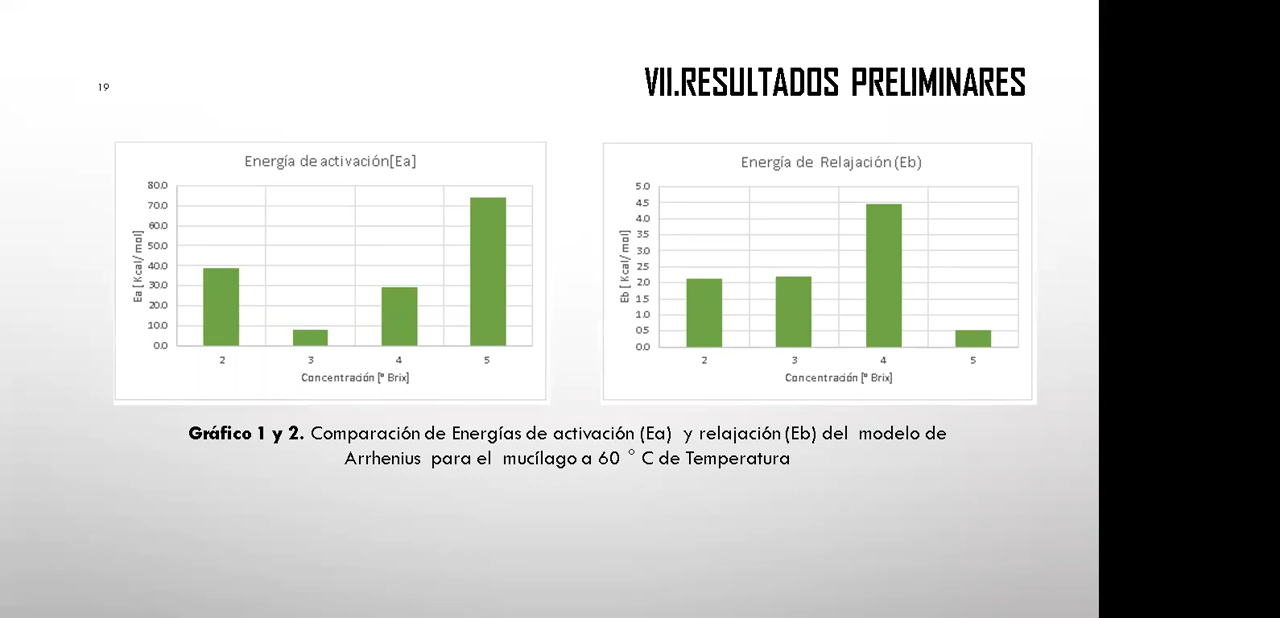 19
VII.RESULTADOS PRELIMINARES
Energía de activación[Ea]
80.0
70.0
60.0
50.0
40.0
30.0
20.0
10.0
0.0
Ea [ Kcal/ mol]
2 3 4 5
Concentración [° Brix]
Energía de Relajación (Eb)
5.0
4.5
4.0
3.5
3.0
2.5
2.0
1.5
1.0
0.5
0.0
Eb [ Kcal/ mol]
2 3 4 5
Concentración [° Brix]
Gráfico 1 y 2. Comparación de Energías de activación (Ea) y relajación (Eb) del modelo de
Arrhenius para el mucílago a 60 ° C de Temperatura